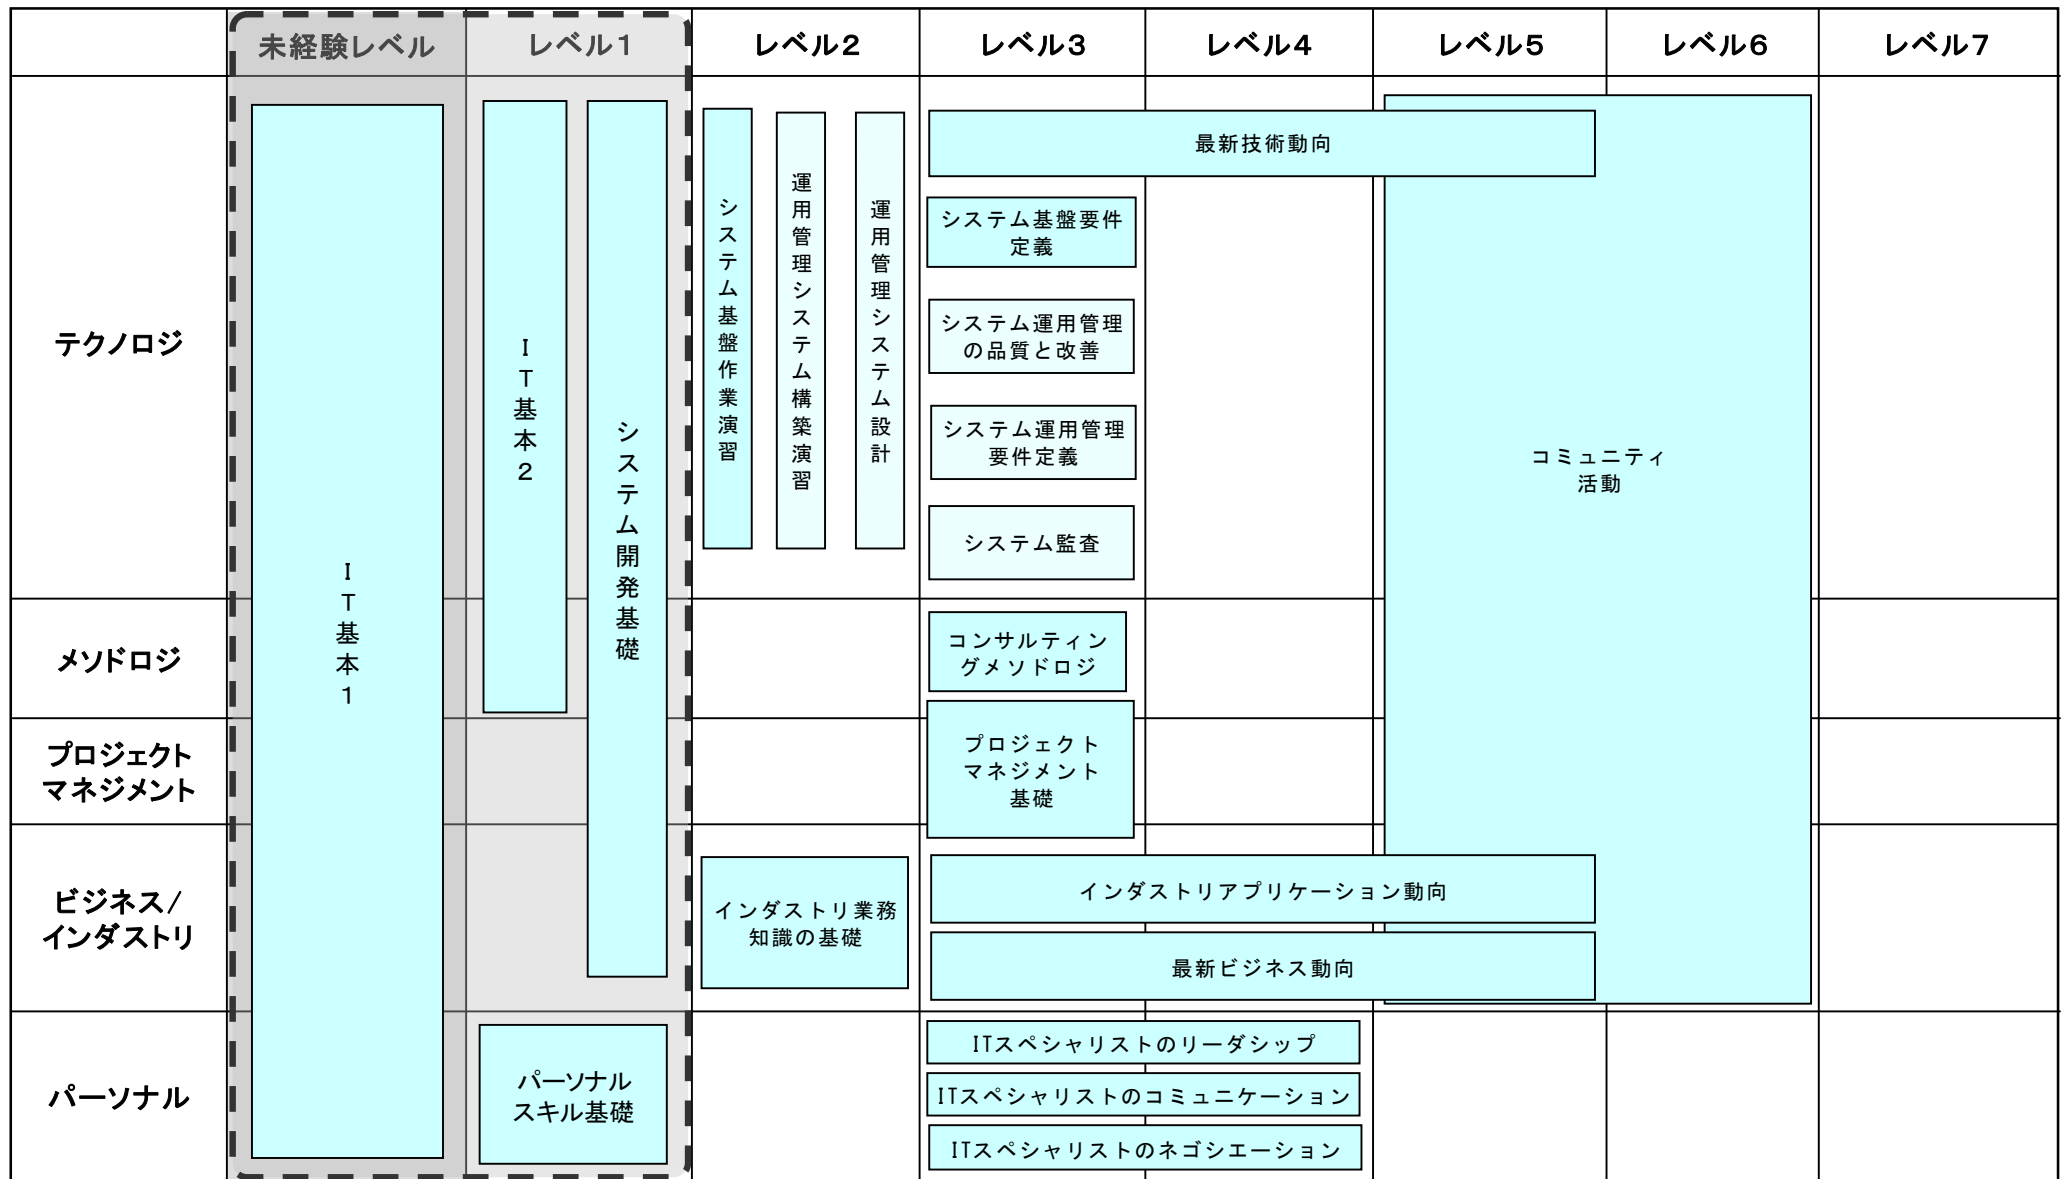 未経験レベル
レベル1
レベル2
レベル3
レベル4
レベル5
レベル6
レベル7
テクノロジ
メソドロジ
プロジェクト
マネジメント
ビジネス/
インダストリ
パーソナル
IT基本1
IT基本2
システム開発基礎
パーソナル
スキル基礎
システム基盤作業演習
運用管理システム構築演習
運用管理システム設計
インダストリ業務
知識の基礎
最新技術動向
システム基盤要件
定義
システム運用管理
の品質と改善
システム運用管理
要件定義
システム監査
コンサルティン
グメソドロジ
プロジェクト
マネジメント
基礎
インダストリアプリケーション動向
最新ビジネス動向
ITスペシャリストのリーダシップ
ITスペシャリストのコミュニケーション
ITスペシャリストのネゴシエーション
コミュニティ
活動